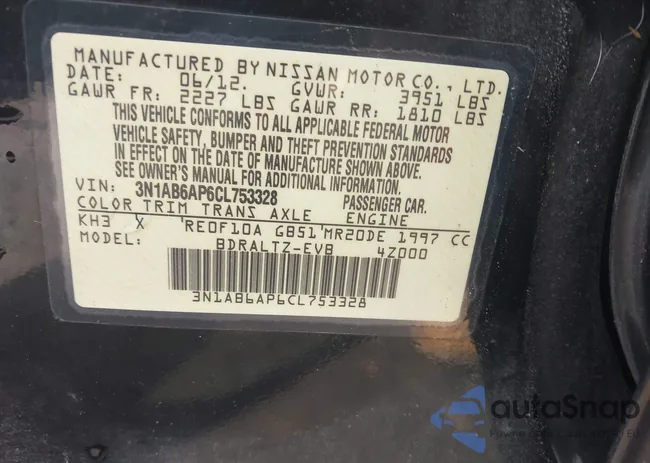 MANUFACTURED BY NISSAN MOTOR CO., LTD.
DATE: 06/12. GVWR: 3951 LBS
GAWR FR: 2227 LBS GAWR RR: 1810 LBS
THIS VEHICLE CONFORMS TO ALL APPLICABLE FEDERAL MOTOR
VEHICLE SAFETY, BUMPER AND THEFT PREVENTION STANDARDS
IN EFFECT ON THE DATE OF MANUFACTURE SHOWN ABOVE.
SEE OWNER'S MANUAL FOR ADDITIONAL INFORMATION
VIN: 3N1AB6AP6CL753328 PASSENGER CAR.
COLOR TRIM TRANS AXLE ENGINE
KH3 X RE0F10A GB51 MR20DE 1997 CC
MODEL: BDRALTZ-EVB 4Z000
3N1AB6AP6CL753328
autoSnap